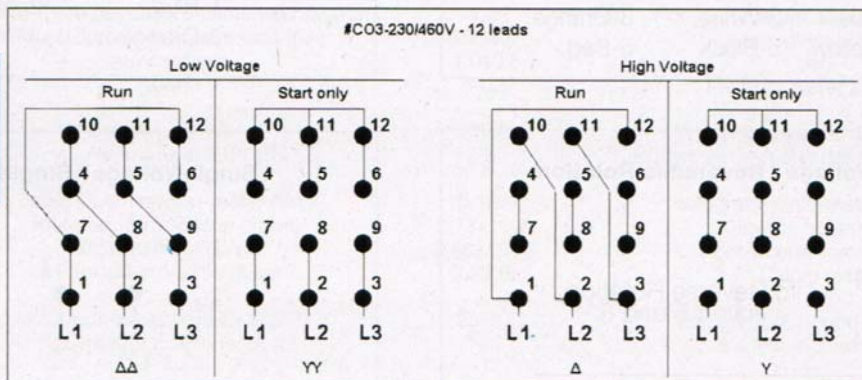 #CO3-230/460V - 12 leads
Low Voltage High Voltage
Run Start only Run Start only
10 11 12 10 11 12 10 11 12 10 11 12
4 5 6 4 5 6 4 5 6 4 5 6
7 8 9 7 8 9 7 8 9 7 8 9
1 2 3 1 2 3 1 2 3 1 2 3
L1 L2 L3 L1 L2 L3 L1 L2 L3 L1 L2 L3
ΔΔ YY Δ Y